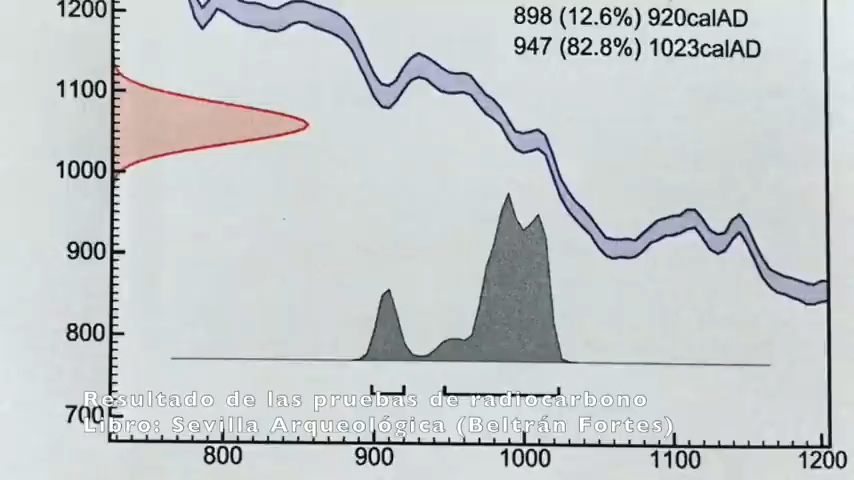 1200
898 (12.6%) 920calAD
947 (82.8%) 1023calAD
1100
1000
900
800
700
Resultado de las pruebas de radiocarbono
Libro: Sevilla Arqueológica (Beltrán Fortes)
800 900 1000 1100 1200